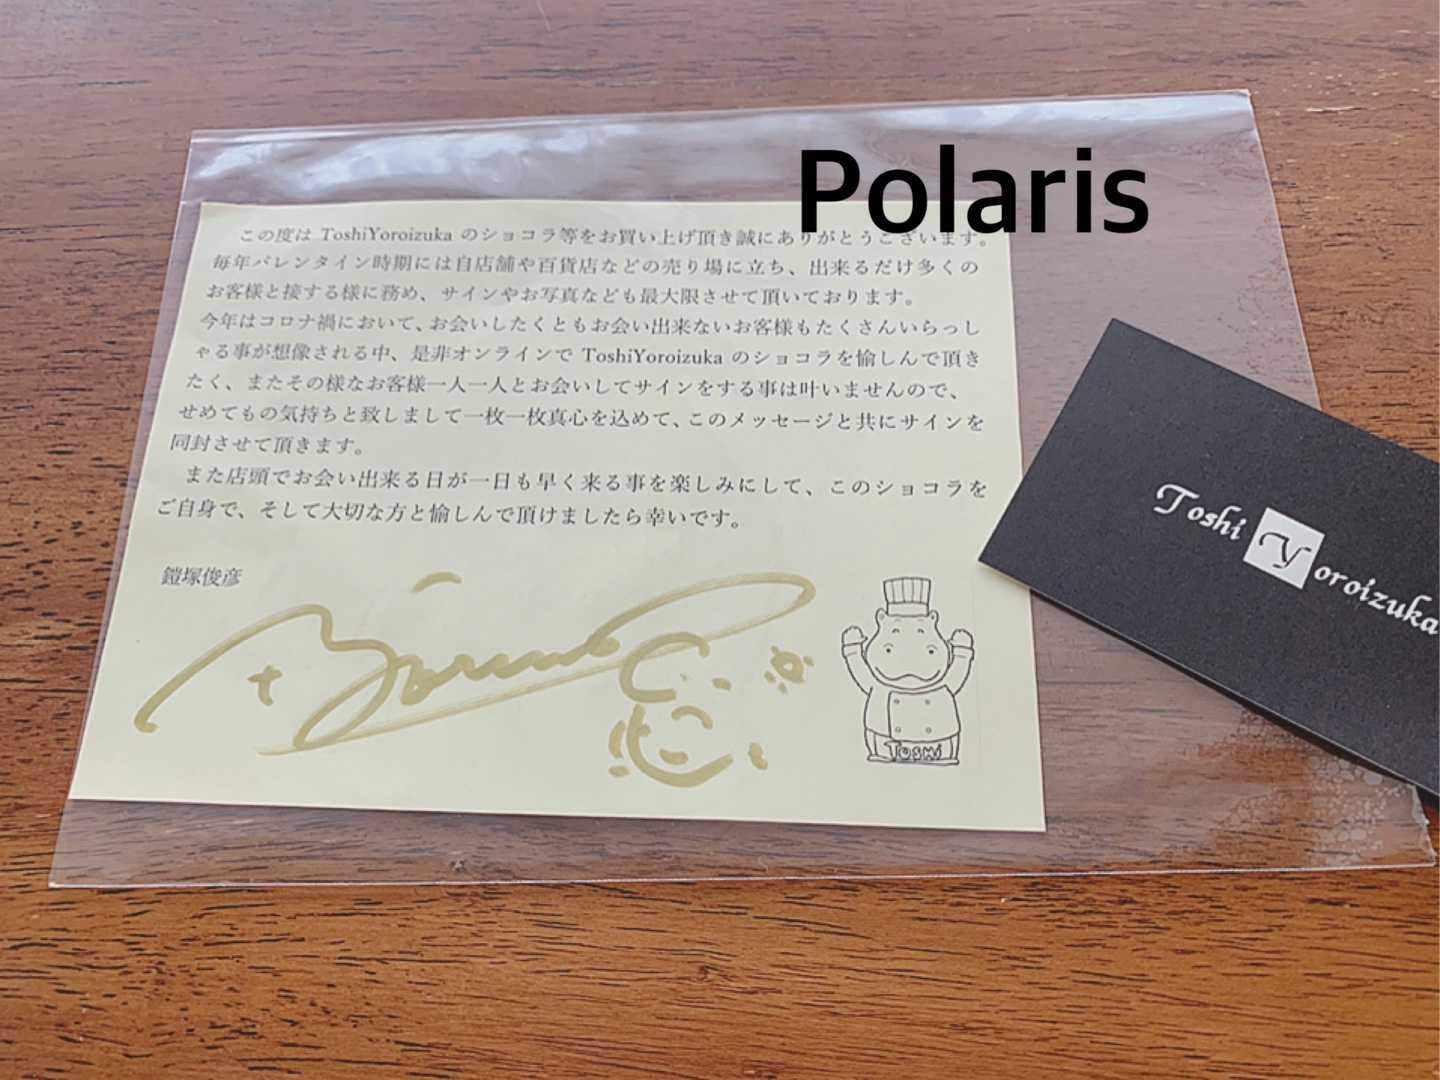 Polaris
この度は ToshiYoroizuka のショコラ等をお買い上げ頂き誠にありがとうございます。
毎年バレンタイン時期には自店舗や百貨店などの売り場に立ち、出来るだけ多くの
お客様と接する様に務め、サインやお写真なども最大限させて頂いております。
今年はコロナ禍において、お会いしたくともお会い出来ないお客様もたくさんいらっし
ゃる事が想像される中、是非オンラインで ToshiYoroizuka のショコラを愉しんで頂き
たく、またその様なお客様一人一人とお会いしてサインをする事は叶いませんので、
せめてもの気持ちと致しまして一枚一枚真心を込めて、このメッセージと共にサインを
同封させて頂きます。
また店頭でお会い出来る日が一日も早く来る事を楽しみにして、このショコラを
ご自身で、そして大切な方と愉しんで頂けましたら幸いです。
鎧塚俊彦
TOSHI
Toshi Yoroizuka